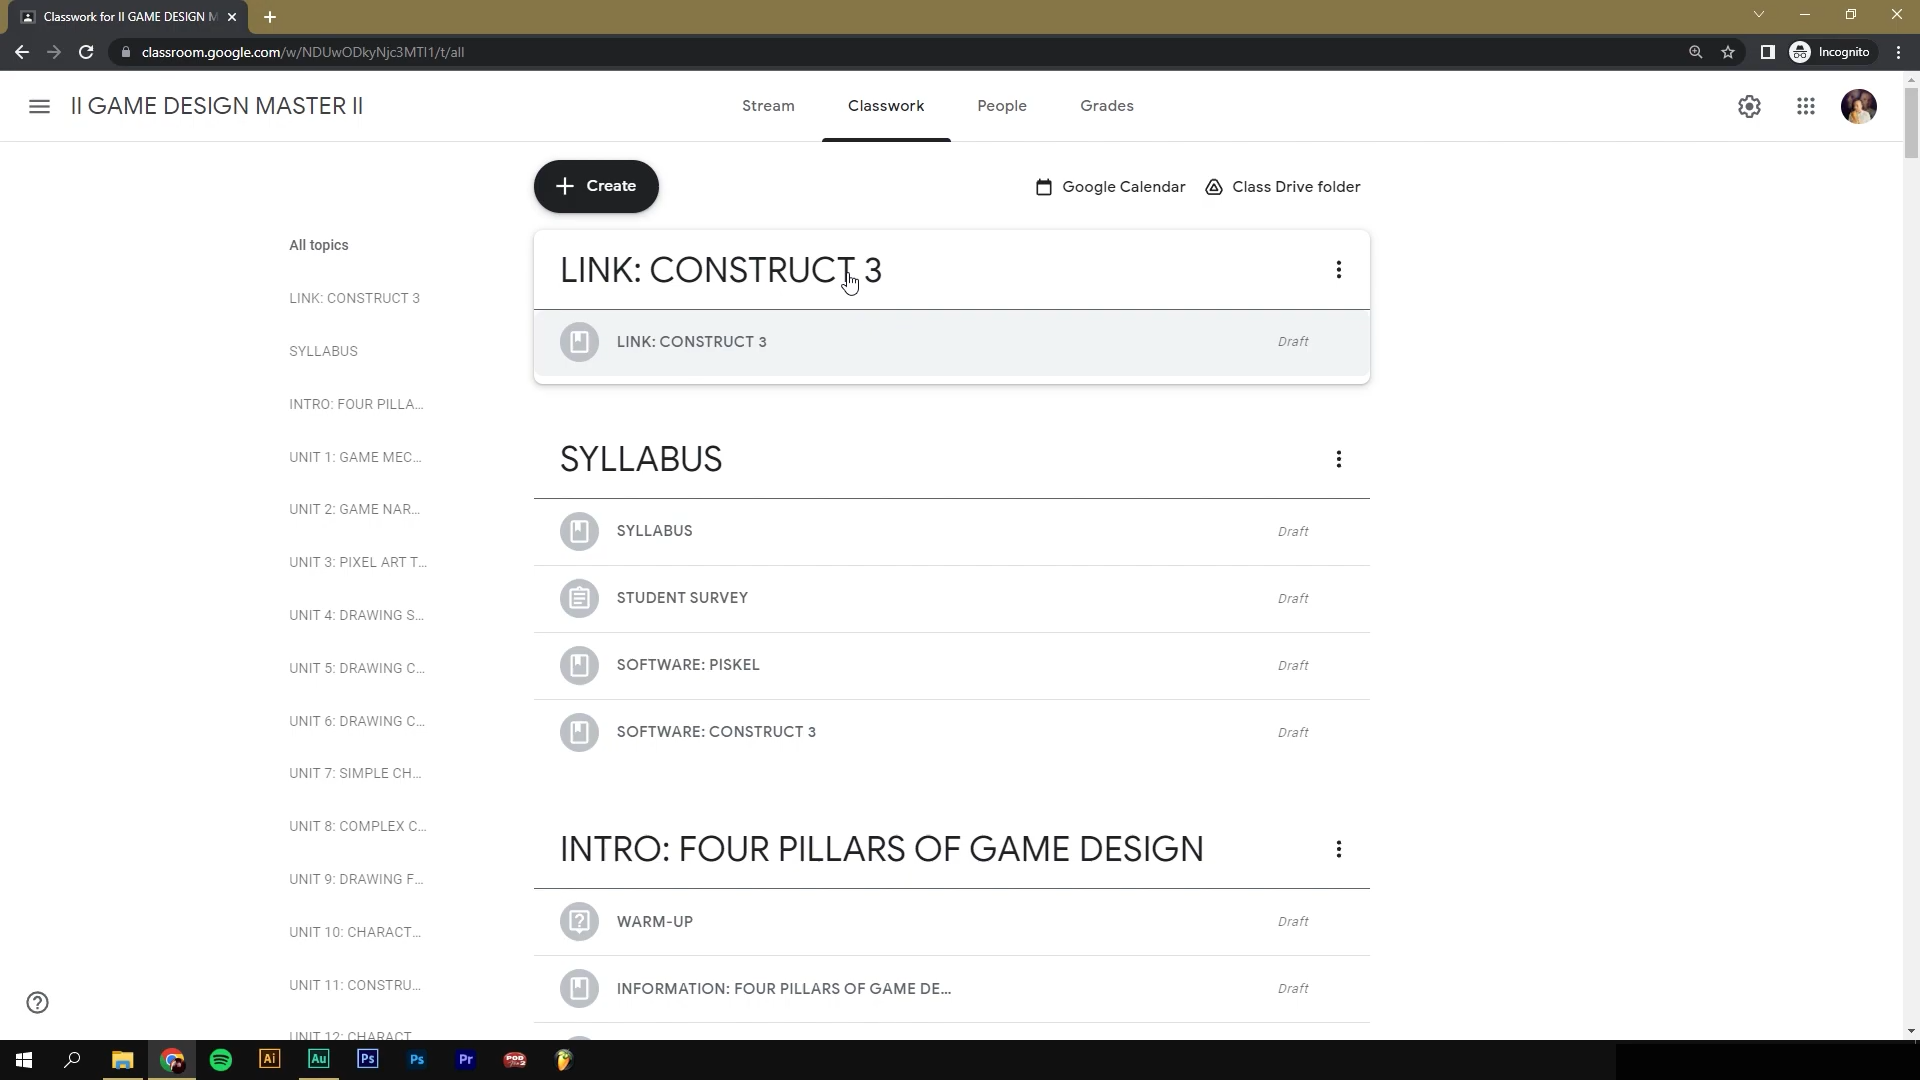 Classwork for II GAME DESIGN M
classroom.google.com/w/NDUwODkyNjc3MTI1/t/all
Incognito
II GAME DESIGN MASTER II
Stream
Classwork
People
Grades
Create
Google Calendar
Class Drive folder
All topics
LINK: CONSTRUCT 3
SYLLABUS
INTRO: FOUR PILLA...
UNIT 1: GAME MEC...
UNIT 2: GAME NAR...
UNIT 3: PIXEL ART T...
UNIT 4: DRAWING S...
UNIT 5: DRAWING C...
UNIT 6: DRAWING C...
UNIT 7: SIMPLE CH...
UNIT 8: COMPLEX C...
UNIT 9: DRAWING F...
UNIT 10: CHARACT...
UNIT 11: CONSTRU...
UNIT 12: CHARACT
LINK: CONSTRUCT 3
LINK: CONSTRUCT 3 Draft
SYLLABUS
SYLLABUS Draft
STUDENT SURVEY Draft
SOFTWARE: PISKEL Draft
SOFTWARE: CONSTRUCT 3 Draft
INTRO: FOUR PILLARS OF GAME DESIGN
WARM-UP Draft
INFORMATION: FOUR PILLARS OF GAME DE... Draft
Ai
Au
Ps
Ps
Pr
POD